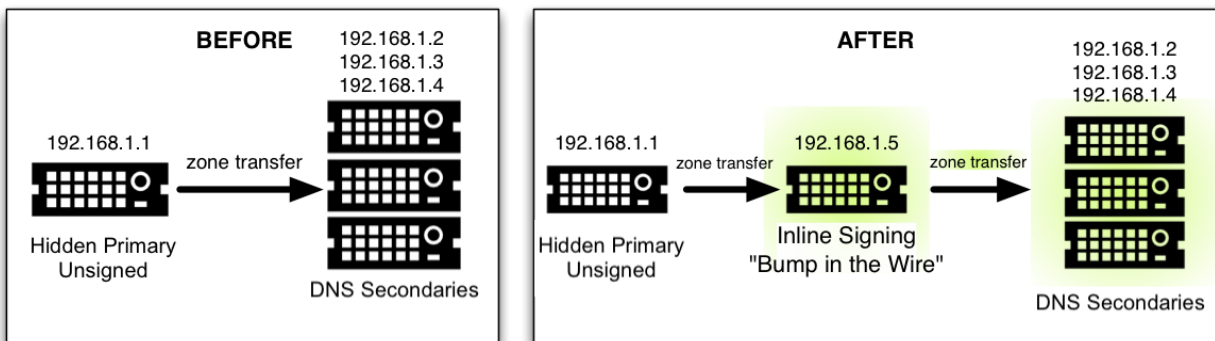 BEFORE
192.168.1.2
192.168.1.3
192.168.1.4
192.168.1.1
zone transfer
Hidden Primary
Unsigned
DNS Secondaries
AFTER
192.168.1.2
192.168.1.3
192.168.1.4
192.168.1.1
zone transfer
192.168.1.5
zone transfer
Hidden Primary
Unsigned
Inline Signing
"Bump in the Wire"
DNS Secondaries